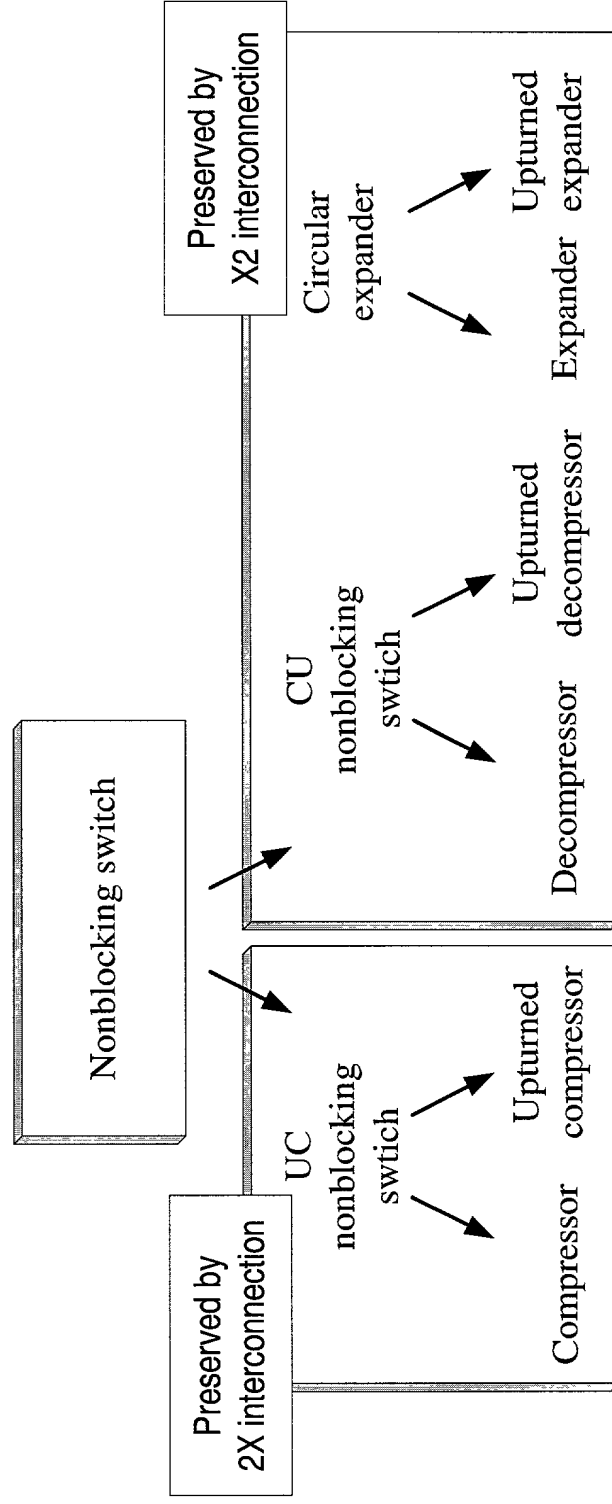 Nonblocking switch
Preserved by
2X interconnection
UC
nonblocking
swtich
Compressor
Upturned
compressor
Preserved by
X2 interconnection
CU
nonblocking
swtich
Decompressor
Upturned
decompressor
Circular
expander
Expander
Upturned
expander